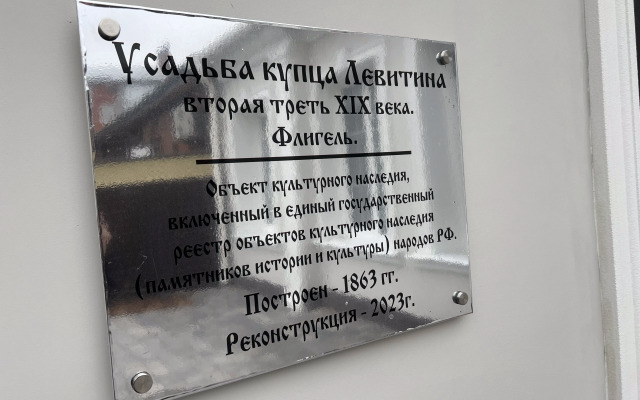 Усадьба купца Левитина
вторая треть XIX века.
Флигель.
Объект культурного наследия,
включенный в единый государственный
реестр объектов культурного наследия
(памятников истории и культуры) народов РФ.
Построен - 1863 гг.
Реконструкция - 2023г.